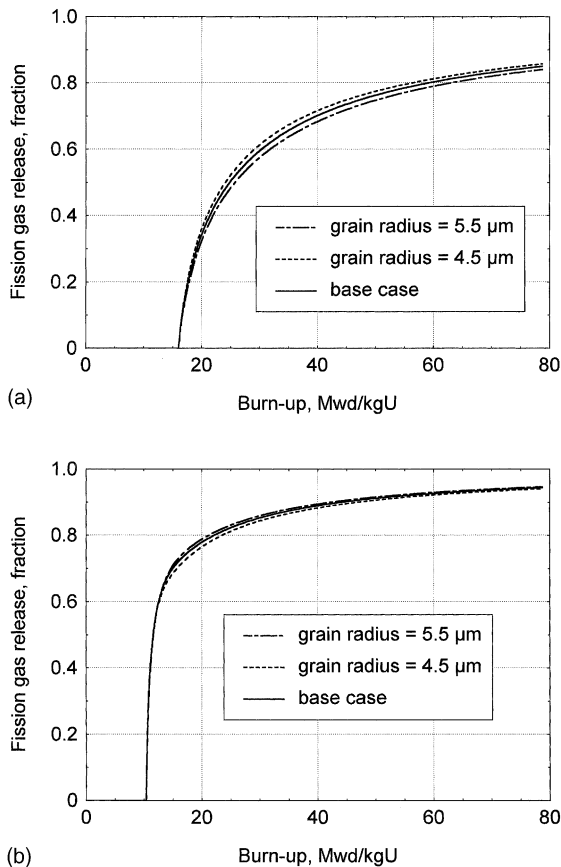 1.0
0.8
0.6
0.4
0.2
0
Fission gas release, fraction
grain radius = 5.5 µm
grain radius = 4.5 µm
base case
0 20 40 60 80
Burn-up, Mwd/kgU
(a)
1.0
0.8
0.6
0.4
0.2
0
Fission gas release, fraction
grain radius = 5.5 µm
grain radius = 4.5 µm
base case
0 20 40 60 80
Burn-up, Mwd/kgU
(b)